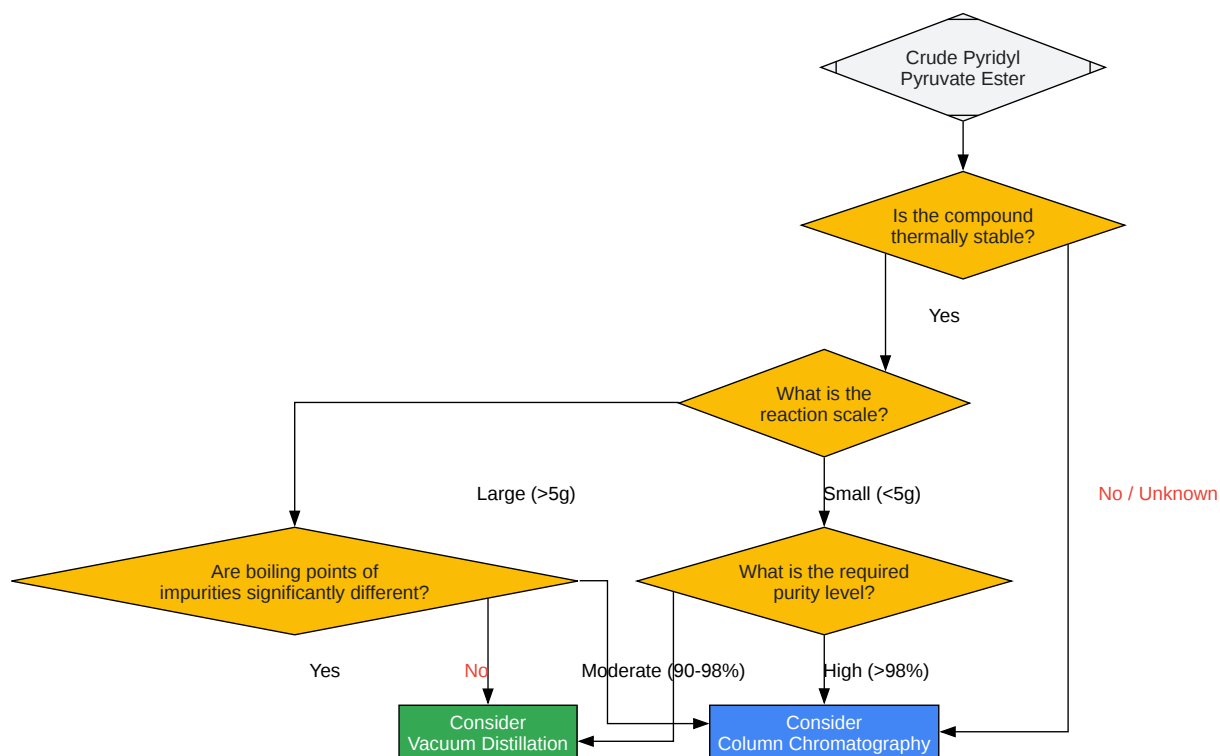 Crude Pyridyl
Pyruvate Ester
Is the compound
thermally stable?
Yes
What is the
reaction scale?
Large (>5g)
Small (<5g)
No / Unknown
Are boiling points of
impurities significantly different?
What is the required
purity level?
Yes
No
Moderate (90-98%)
High (>98%)
Consider
Vacuum Distillation
Consider
Column Chromatography